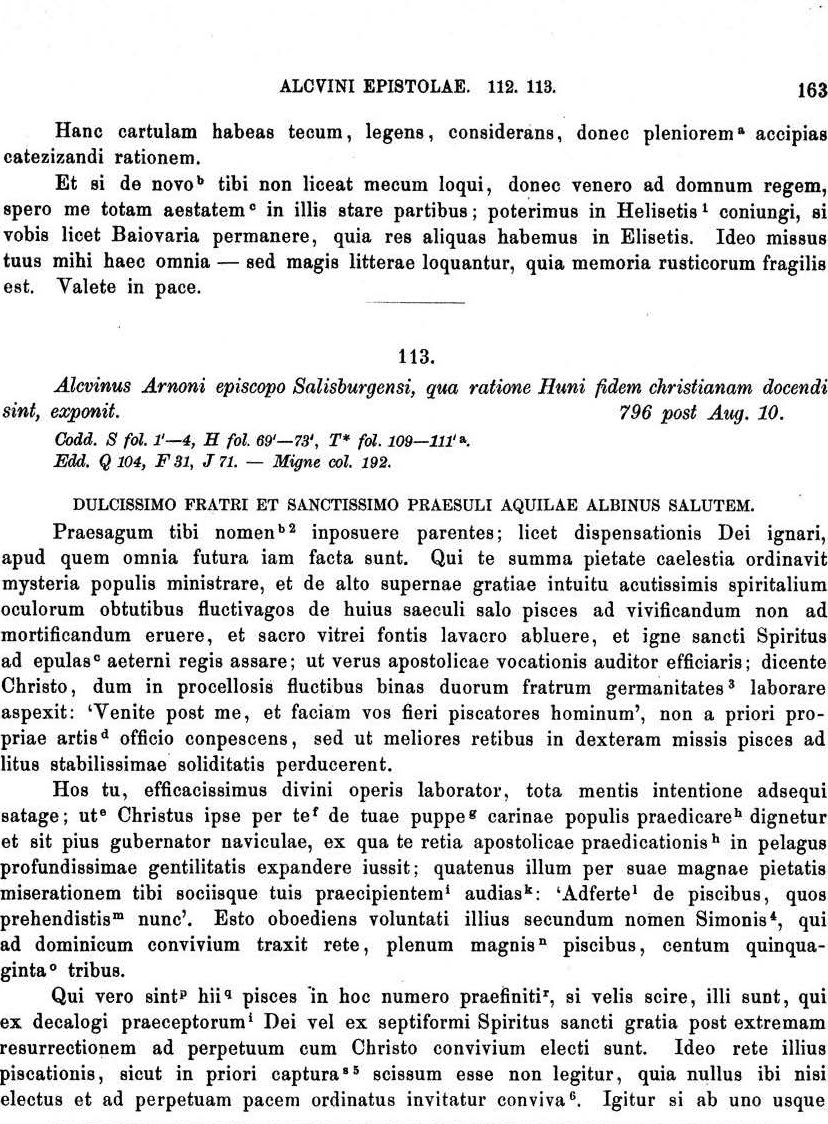 ALCVINI EPISTOLAE. 112. 113. 163
Hanc cartulam habeas tecum, legens, considerans, donec pleniorem ᵃ accipias
catezizandi rationem.
Et si de novo ᵇ tibi non liceat mecum loqui, donec venero ad domnum regem,
spero me totam aestatem ᶜ in illis stare partibus; poterimus in Helisetis ¹ coniungi, si
vobis licet Baiovaria permanere, quia res aliquas habemus in Elisetis. Ideo missus
tuus mihi haec omnia — sed magis litterae loquantur, quia memoria rusticorum fragilis
est. Valete in pace.
113.
Alcvinus Arnoni episcopo Salisburgensi, qua ratione Huni fidem christianam docendi
sint, exponit. 796 post Aug. 10.
Codd. S fol. 1'—4, H fol. 69'—73', T* fol. 109—111' ᵃ.
Edd. Q 104, F 31, J 71. — Migne col. 192.
DULCISSIMO FRATRI ET SANCTISSIMO PRAESULI AQUILAE ALBINUS SALUTEM.
Praesagum tibi nomen ᵇ ² inposuere parentes; licet dispensationis Dei ignari,
apud quem omnia futura iam facta sunt. Qui te summa pietate caelestia ordinavit
mysteria populis ministrare, et de alto supernae gratiae intuitu acutissimis spiritalium
oculorum obtutibus fluctivagos de huius saeculi salo pisces ad vivificandum non ad
mortificandum eruere, et sacro vitrei fontis lavacro abluere, et igne sancti Spiritus
ad epulas ᶜ aeterni regis assare; ut verus apostolicae vocationis auditor efficiaris; dicente
Christo, dum in procellosis fluctibus binas duorum fratrum germanitates ³ laborare
aspexit: ‘Venite post me, et faciam vos fieri piscatores hominum’, non a priori pro-
priae artis ᵈ officio conpescens, sed ut meliores retibus in dexteram missis pisces ad
litus stabilissimae soliditatis perducerent.
Hos tu, efficacissimus divini operis laborator, tota mentis intentione adsequi
satage; ut ᵉ Christus ipse per te ᶠ de tuae puppe ᵍ carinae populis praedicare ʰ dignetur
et sit pius gubernator naviculae, ex qua te retia apostolicae praedicationis ʰ in pelagus
profundissimae gentilitatis expandere iussit; quatenus illum per suae magnae pietatis
miserationem tibi sociisque tuis praecipientem ⁱ audias ᵏ: ‘Adferte ˡ de piscibus, quos
prehendistis ᵐ nunc’. Esto oboediens voluntati illius secundum nomen Simonis ⁴, qui
ad dominicum convivium traxit rete, plenum magnis ⁿ piscibus, centum quinqua-
ginta ᵒ tribus.
Qui vero sint ᵖ hii q pisces in hoc numero praefiniti ʳ, si velis scire, illi sunt, qui
ex decalogi praeceptorum ⁱ Dei vel ex septiformi Spiritus sancti gratia post extremam
resurrectionem ad perpetuum cum Christo convivium electi sunt. Ideo rete illius
piscationis, sicut in priori captura ˢ ⁵ scissum esse non legitur, quia nullus ibi nisi
electus et ad perpetuam pacem ordinatus invitatur conviva ⁶. Igitur si ab uno usque